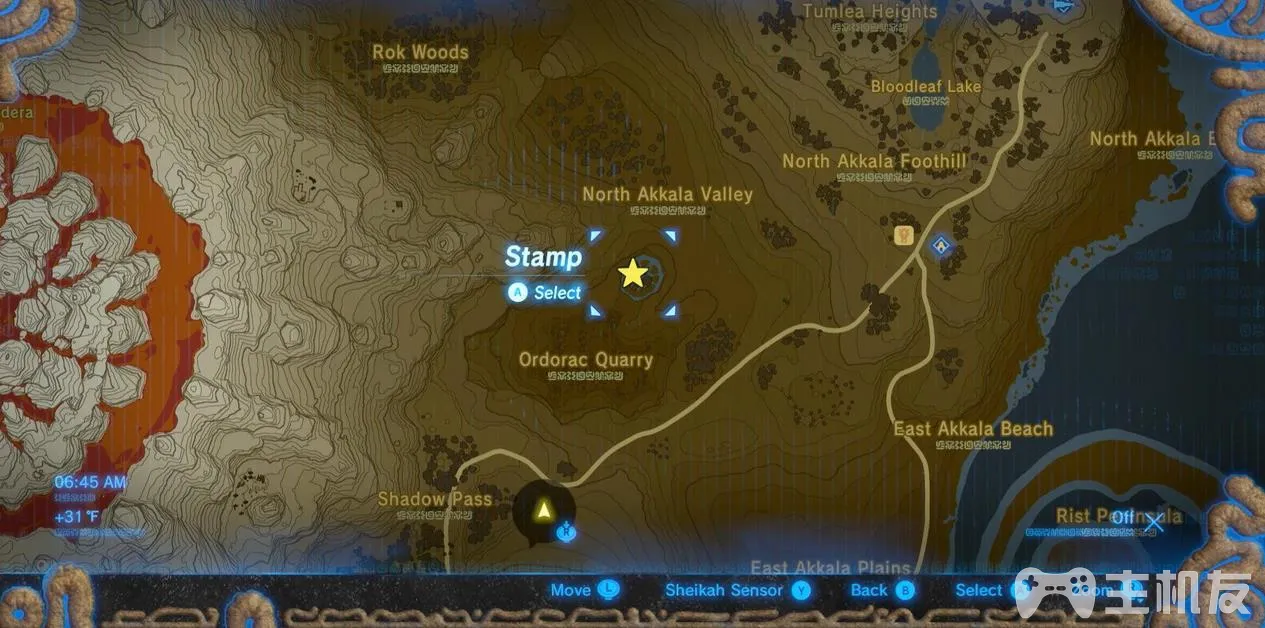 Tumlea Heights
Rok Woods
Bloodleaf Lake
dera
North Akkala B
North Akkala Foothill
North Akkala Valley
Stamp
A Select
Ordorac Quarry
East Akkala Beach
06:45 AM
Shadow Pass
+31 °F
Rist Peninsula
Off
East Akkala Plains
Move L
Sheikah Sensor Y
Back B
Select
主机友